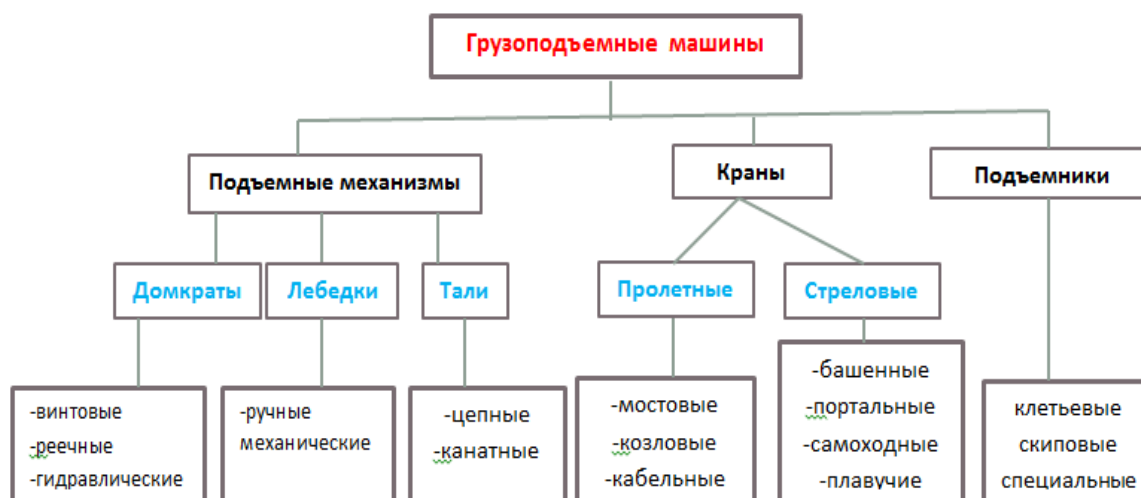 Грузоподъемные машины
Подъемные механизмы
Краны
Подъемники
Домкраты
Лебедки
Тали
Пролетные
Стреловые
-винтовые
-реечные
-гидравлические
-ручные
механические
-цепные
-канатные
-мостовые
-козловые
-кабельные
-башенные
-портальные
-самоходные
-плавучие
клетьевые
скиповые
специальные